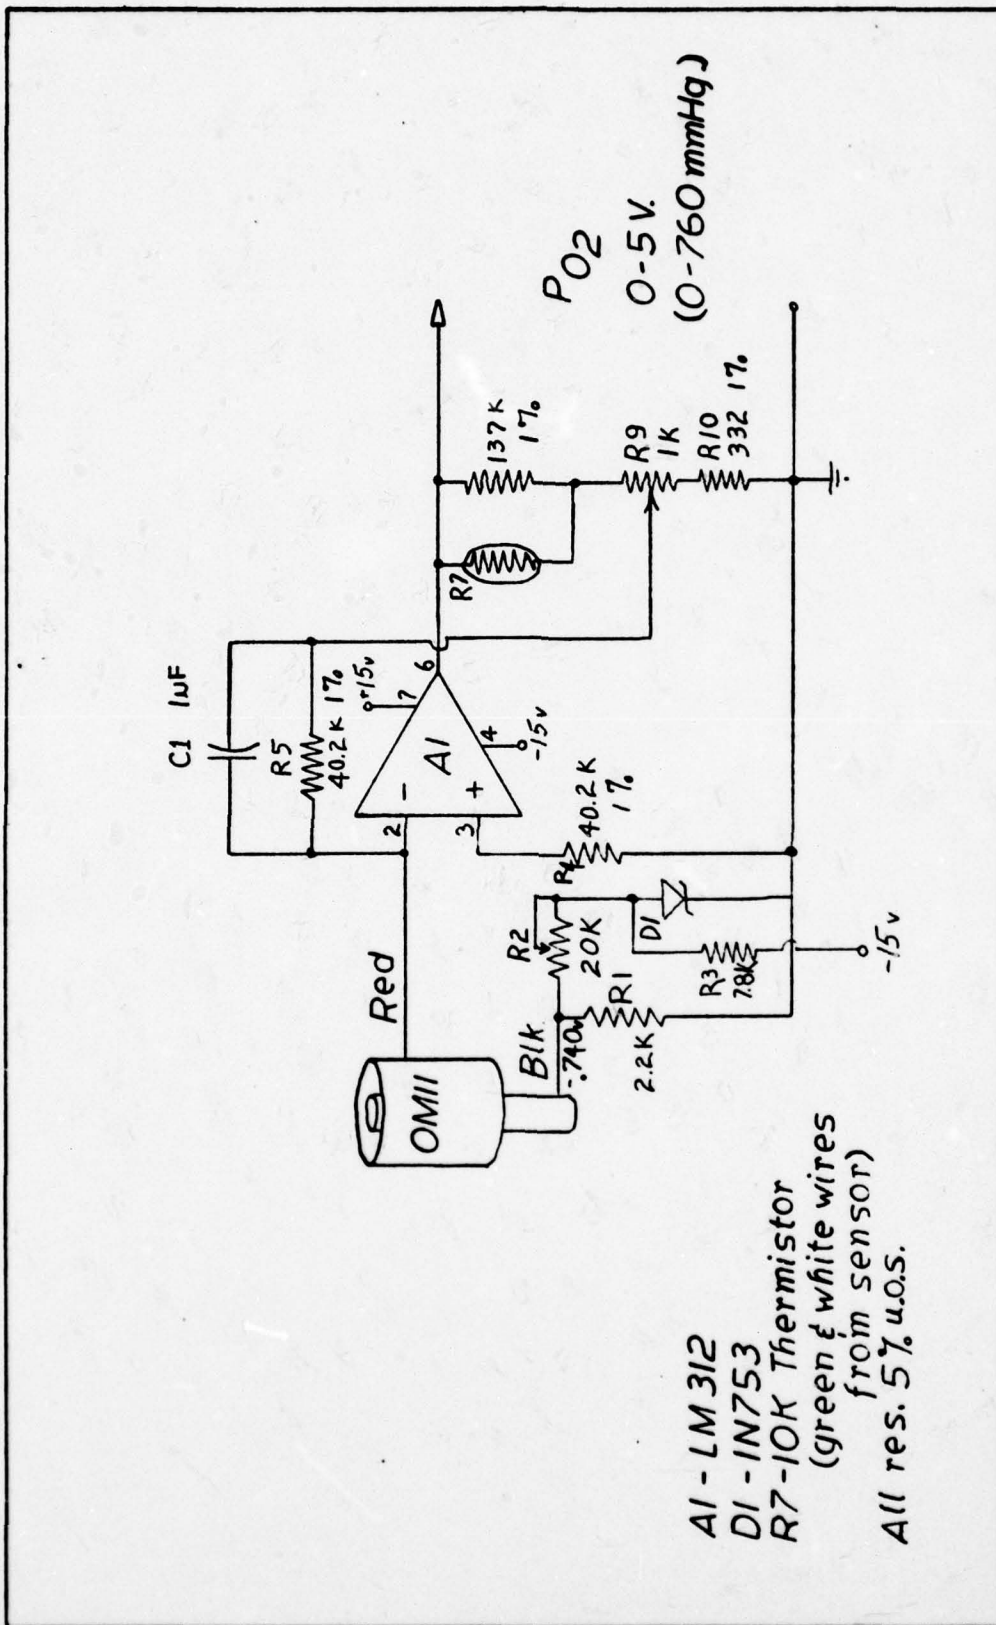 C1 1µF
R5
40.2K 1%
+15v
7
6
2
-
A1
+
3
4
-15v
R4
40.2K
1%
R7
137K
1%
R9
1K
R10
332 1%
PO2
0-5V.
(0-760mmHg)
Red
OM11
Blk
-.740v
R2
20K
R1
2.2K
D1
R3
7.8K
-15v
A1 - LM312
D1 - 1N753
R7 - 10K Thermistor
(green & white wires
from sensor)
All res. 5% u.o.s.